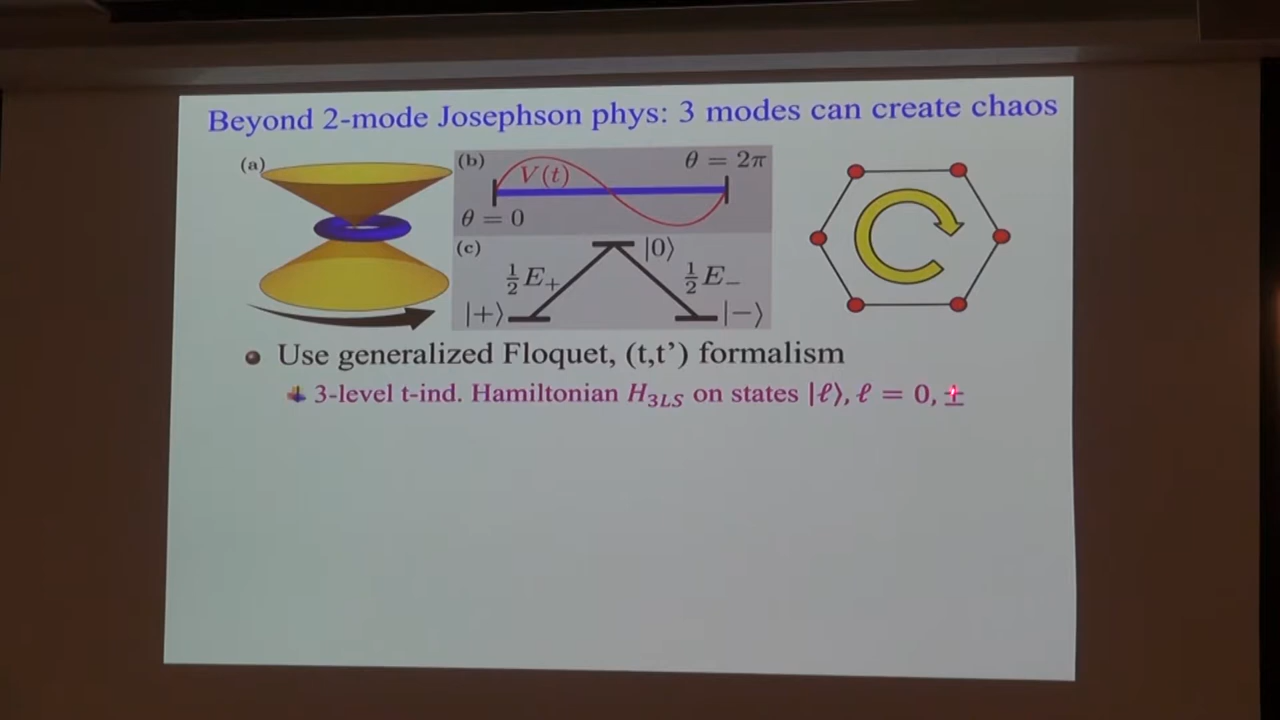 Beyond 2-mode Josephson phys: 3 modes can create chaos
(a)
(b)
V(t)
θ = 2π
θ = 0
(c)
|0⟩
½E₊
½E₋
|+⟩
|−⟩
Use generalized Floquet, (t,t’) formalism
3-level t-ind. Hamiltonian H₃LS on states |ℓ⟩, ℓ = 0, ±